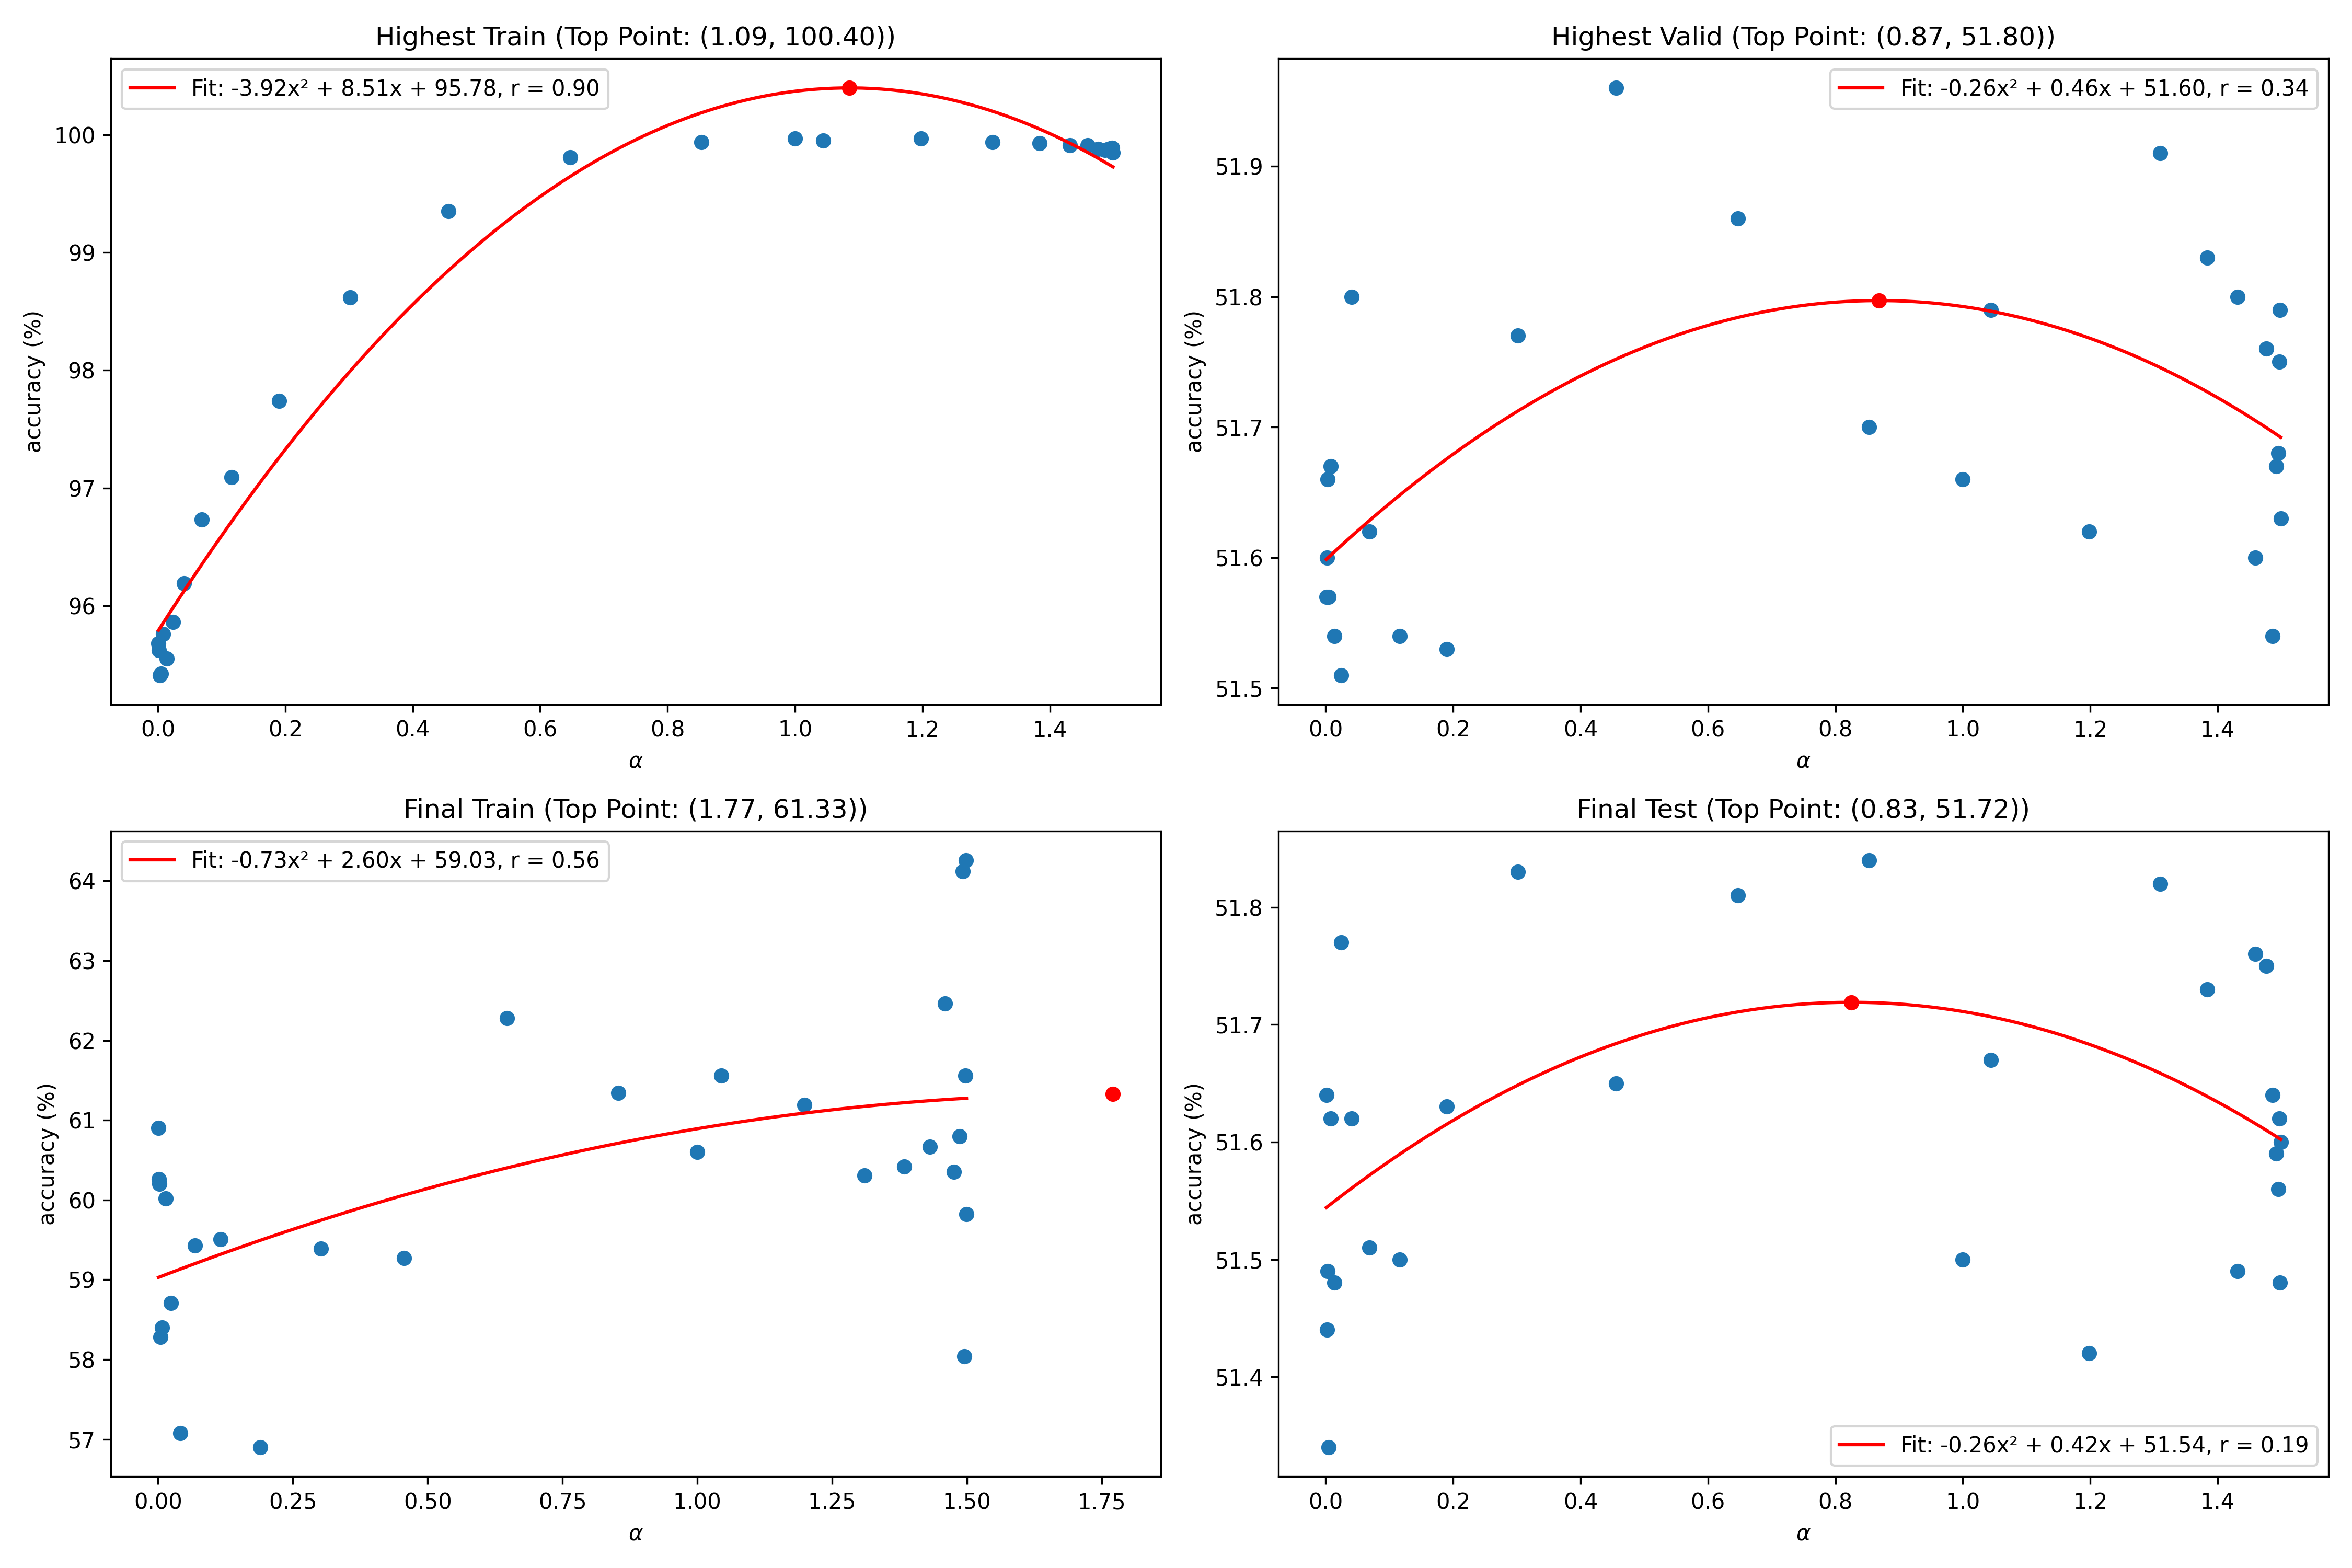 Highest Train (Top Point: (1.09, 100.40))
Fit: -3.92x² + 8.51x + 95.78, r = 0.90
accuracy (%)
100
99
98
97
96
0.0 0.2 0.4 0.6 0.8 1.0 1.2 1.4
α
Highest Valid (Top Point: (0.87, 51.80))
Fit: -0.26x² + 0.46x + 51.60, r = 0.34
accuracy (%)
51.9
51.8
51.7
51.6
51.5
0.0 0.2 0.4 0.6 0.8 1.0 1.2 1.4
α
Final Train (Top Point: (1.77, 61.33))
Fit: -0.73x² + 2.60x + 59.03, r = 0.56
accuracy (%)
64
63
62
61
60
59
58
57
0.00 0.25 0.50 0.75 1.00 1.25 1.50 1.75
α
Final Test (Top Point: (0.83, 51.72))
accuracy (%)
51.8
51.7
51.6
51.5
51.4
Fit: -0.26x² + 0.42x + 51.54, r = 0.19
0.0 0.2 0.4 0.6 0.8 1.0 1.2 1.4
α